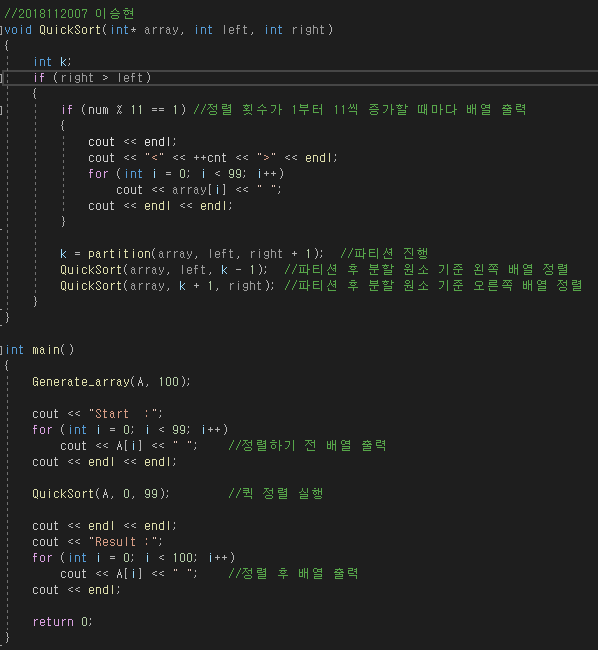 //2018112007 이승현
void QuickSort(int* array, int left, int right)
{
    int k;
    if (right > left)
    {
        if (num % 11 == 1) //정렬 횟수가 1부터 11씩 증가할 때마다 배열 출력
        {
            cout << endl;
            cout << "<" << ++cnt << ">" << endl;
            for (int i = 0; i < 99; i++)
                cout << array[i] << " ";
            cout << endl << endl;
        }

        k = partition(array, left, right + 1);  //파티션 진행
        QuickSort(array, left, k - 1);  //파티션 후 분할 원소 기준 왼쪽 배열 정렬
        QuickSort(array, k + 1, right); //파티션 후 분할 원소 기준 오른쪽 배열 정렬
    }
}

int main()
{
    Generate_array(A, 100);

    cout << "Start  :";
    for (int i = 0; i < 99; i++)
        cout << A[i] << " ";    //정렬하기 전 배열 출력
    cout << endl << endl;

    QuickSort(A, 0, 99);        //퀵 정렬 실행

    cout << endl << endl;
    cout << "Result :";
    for (int i = 0; i < 100; i++)
        cout << A[i] << " ";    //정렬 후 배열 출력
    cout << endl;

    return 0;
}